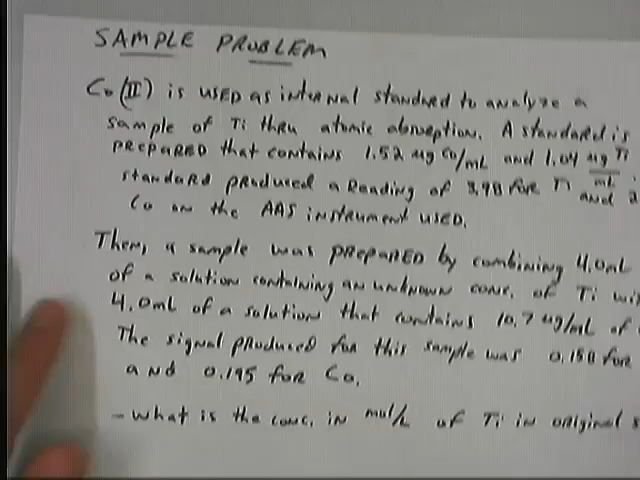 SAMPLE PROBLEM
Co(II) is used as internal standard to analyze a
sample of Ti thru atomic absorption. A standard is
PREPARED that contains 1.52 µg Co/mL and 1.04 µg Ti/mL
standard produced a Reading of 3.98 for Ti and
Co on the AAS instrument used.
Then, a sample was PREPARED by combining 4.0mL
of a solution containing an unknown conc. of Ti
4.0mL of a solution that contains 10.7 µg/mL of
The signal produced for this sample was 0.150 for
and 0.195 for Co.
- What is the conc. in mol/L of Ti in original